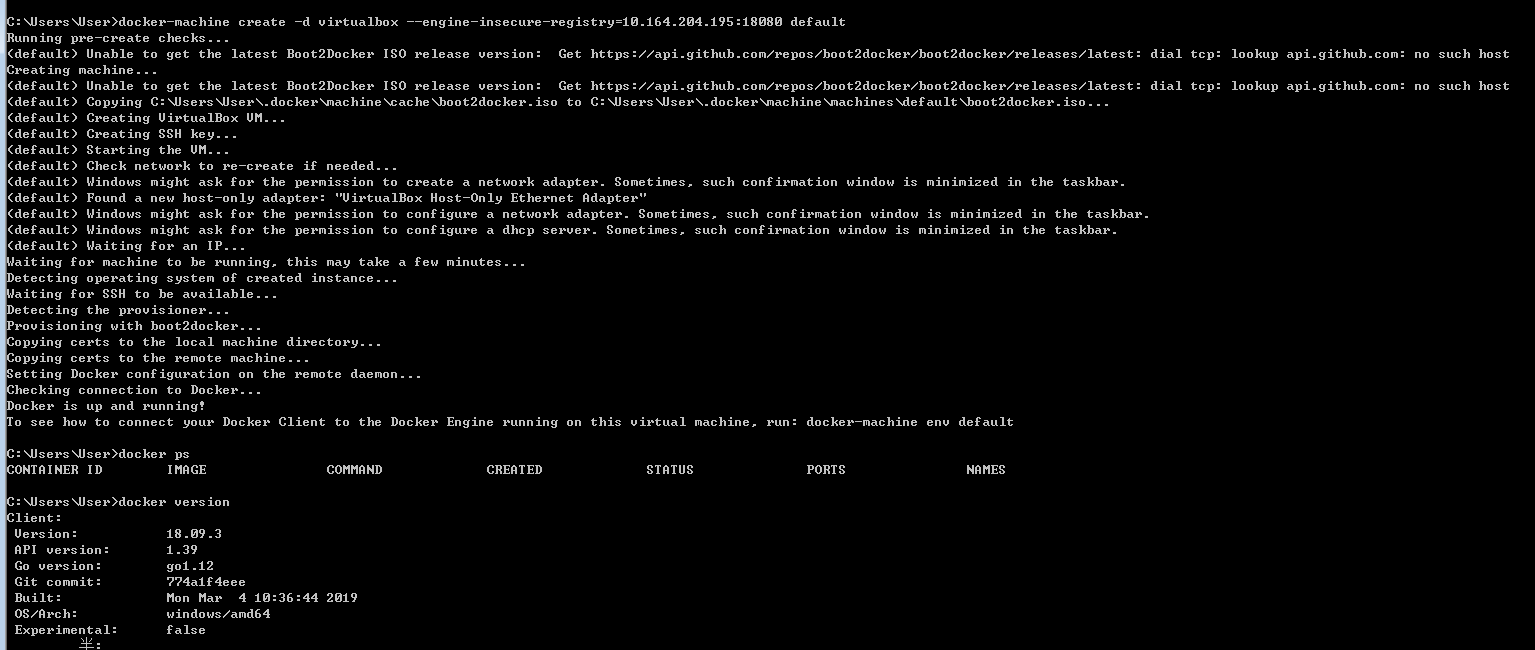 C:\Users\User>docker-machine create -d virtualbox --engine-insecure-registry=10.164.204.195:18080 default
Running pre-create checks...
(default) Unable to get the latest Boot2Docker ISO release version:  Get https://api.github.com/repos/boot2docker/boot2docker/releases/latest: dial tcp: lookup api.github.com: no such host
Creating machine...
(default) Unable to get the latest Boot2Docker ISO release version:  Get https://api.github.com/repos/boot2docker/boot2docker/releases/latest: dial tcp: lookup api.github.com: no such host
(default) Copying C:\Users\User\.docker\machine\cache\boot2docker.iso to C:\Users\User\.docker\machine\machines\default\boot2docker.iso...
(default) Creating VirtualBox VM...
(default) Creating SSH key...
(default) Starting the VM...
(default) Check network to re-create if needed...
(default) Windows might ask for the permission to create a network adapter. Sometimes, such confirmation window is minimized in the taskbar.
(default) Found a new host-only adapter: "VirtualBox Host-Only Ethernet Adapter"
(default) Windows might ask for the permission to configure a network adapter. Sometimes, such confirmation window is minimized in the taskbar.
(default) Windows might ask for the permission to configure a dhcp server. Sometimes, such confirmation window is minimized in the taskbar.
(default) Waiting for an IP...
Waiting for machine to be running, this may take a few minutes...
Detecting operating system of created instance...
Waiting for SSH to be available...
Detecting the provisioner...
Provisioning with boot2docker...
Copying certs to the local machine directory...
Copying certs to the remote machine...
Setting Docker configuration on the remote daemon...
Checking connection to Docker...
Docker is up and running!
To see how to connect your Docker Client to the Docker Engine running on this virtual machine, run: docker-machine env default
C:\Users\User>docker ps
CONTAINER ID        IMAGE               COMMAND             CREATED             STATUS              PORTS               NAMES
C:\Users\User>docker version
Client:
 Version:           18.09.3
 API version:       1.39
 Go version:        go1.12
 Git commit:        774a1f4eee
 Built:             Mon Mar  4 10:36:44 2019
 OS/Arch:           windows/amd64
 Experimental:      false
半: